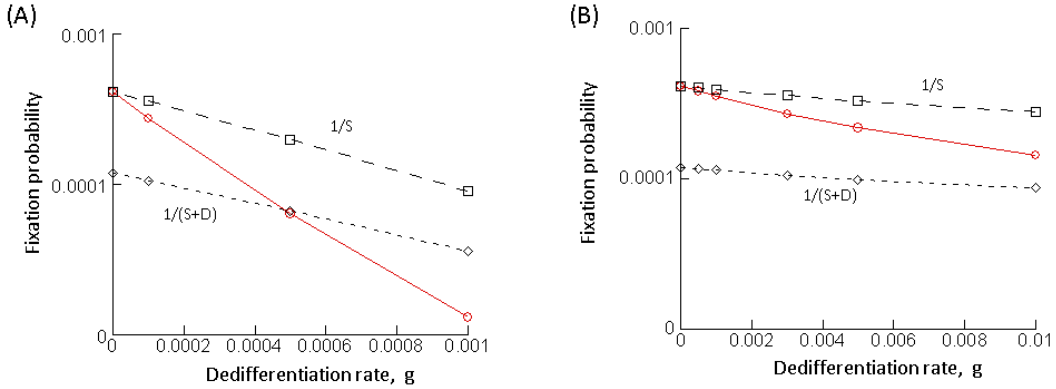 (A)
0.001
Fixation probability
1/S
0.0001
1/(S+D)
0
0 0.0002 0.0004 0.0006 0.0008 0.001
Dedifferentiation rate, g
(B)
0.001
Fixation probability
1/S
0.0001
1/(S+D)
0
0 0.002 0.004 0.006 0.008 0.01
Dedifferentiation rate, g